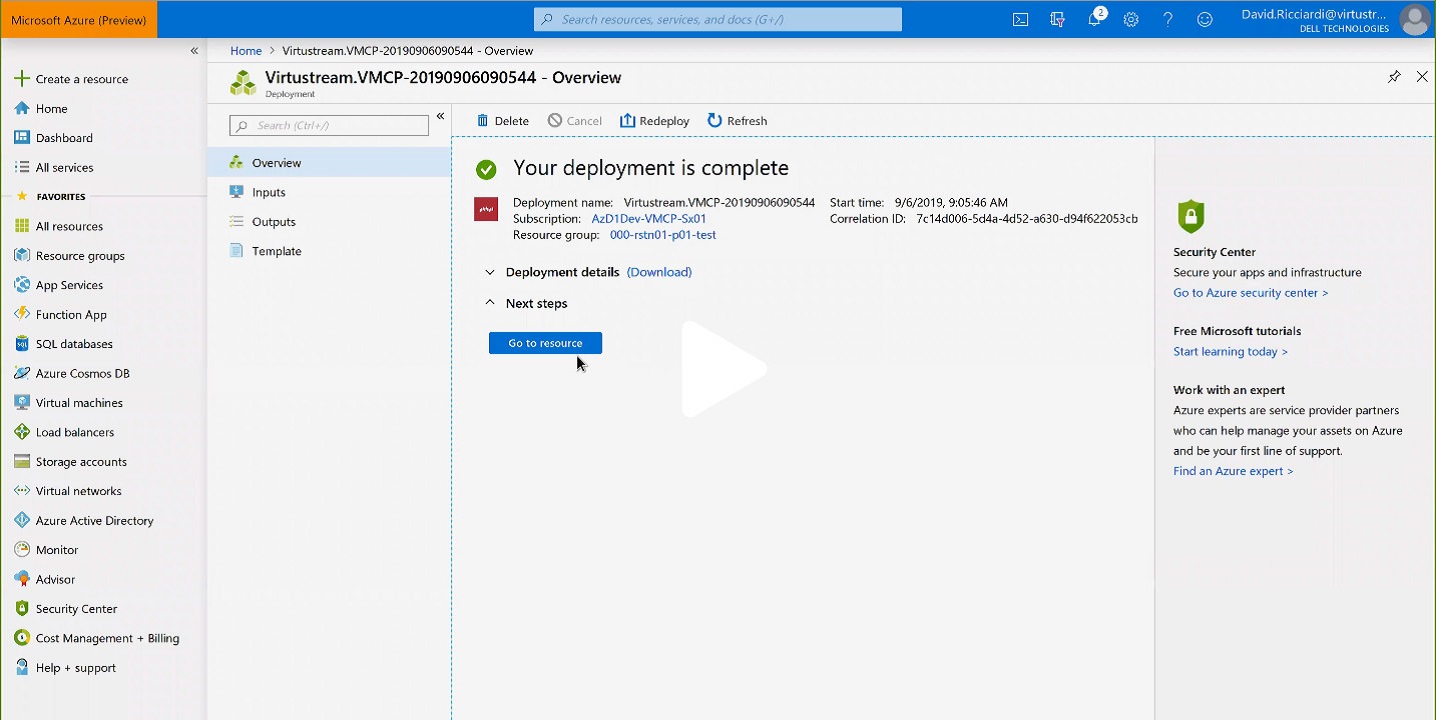 Microsoft Azure (Preview)
Search resources, services, and docs (G+/)
2
David.Ricciardi@virtustr...
DELL TECHNOLOGIES
«
Home > Virtustream.VMCP-20190906090544 - Overview
Virtustream.VMCP-20190906090544 - Overview
Deployment
Create a resource
Home
Dashboard
All services
FAVORITES
All resources
Resource groups
App Services
Function App
SQL databases
Azure Cosmos DB
Virtual machines
Load balancers
Storage accounts
Virtual networks
Azure Active Directory
Monitor
Advisor
Security Center
Cost Management + Billing
Help + support
Search (Ctrl+/)
«
Overview
Inputs
Outputs
Template
Delete Cancel Redeploy Refresh
Your deployment is complete
Deployment name: Virtustream.VMCP-20190906090544 Start time: 9/6/2019, 9:05:46 AM
Subscription: AzD1Dev-VMCP-Sx01 Correlation ID: 7c14d006-5d4a-4d52-a630-d94f622053cb
Resource group: 000-rstn01-p01-test
Deployment details (Download)
Next steps
Go to resource
Security Center
Secure your apps and infrastructure
Go to Azure security center >
Free Microsoft tutorials
Start learning today >
Work with an expert
Azure experts are service provider partners
who can help manage your assets on Azure
and be your first line of support.
Find an Azure expert >